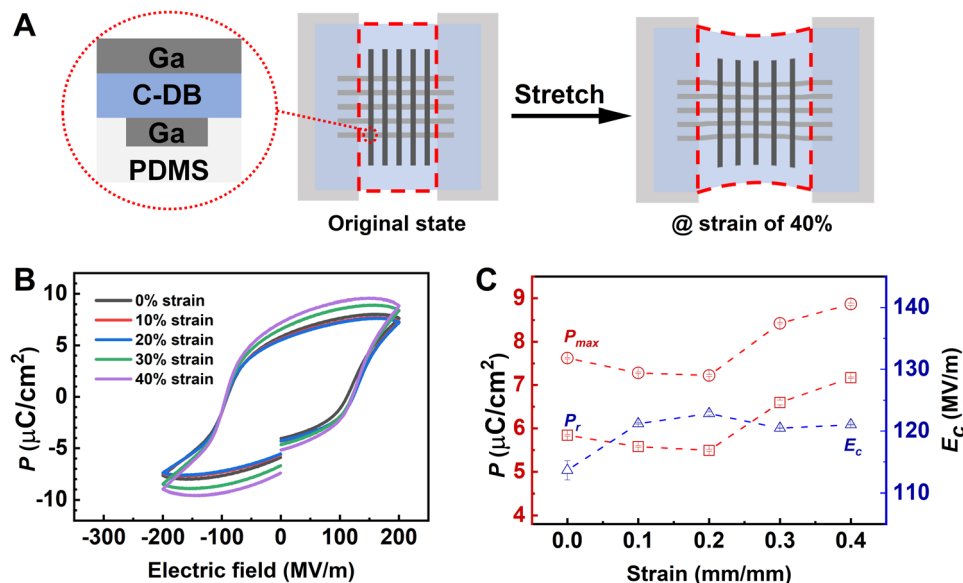 A
Ga
C-DB
Ga
PDMS
Stretch
Original state
@ strain of 40%
B
10
5
0
-5
-10
P (μC/cm²)
0% strain
10% strain
20% strain
30% strain
40% strain
-300 -200 -100 0 100 200
Electric field (MV/m)
C
9
8
7
6
5
4
P (μC/cm²)
Pmax
Pr
Ec
140
130
120
110
Ec (MV/m)
0.0 0.1 0.2 0.3 0.4
Strain (mm/mm)